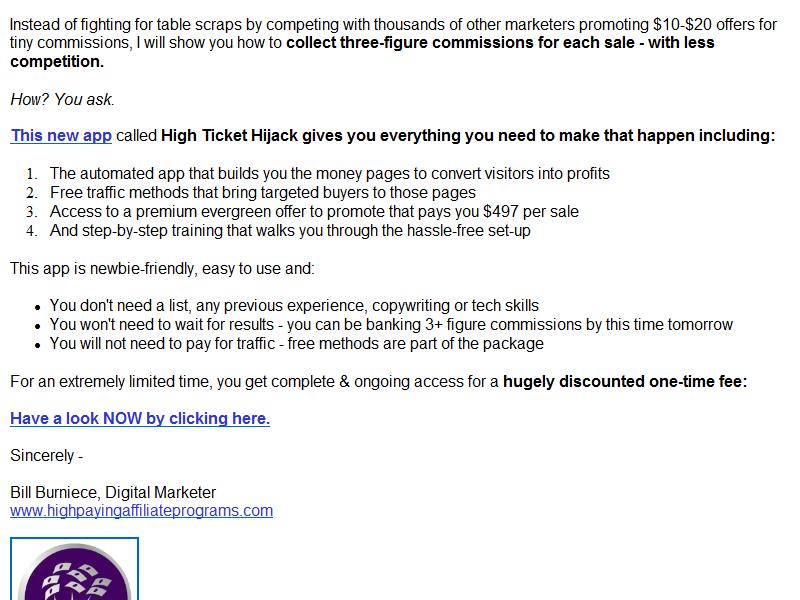 Instead of fighting for table scraps by competing with thousands of other marketers promoting $10-$20 offers for
tiny commissions, I will show you how to collect three-figure commissions for each sale - with less
competition.
How? You ask.
This new app called High Ticket Hijack gives you everything you need to make that happen including:
1. The automated app that builds you the money pages to convert visitors into profits
2. Free traffic methods that bring targeted buyers to those pages
3. Access to a premium evergreen offer to promote that pays you $497 per sale
4. And step-by-step training that walks you through the hassle-free set-up
This app is newbie-friendly, easy to use and:
• You don't need a list, any previous experience, copywriting or tech skills
• You won't need to wait for results - you can be banking 3+ figure commissions by this time tomorrow
• You will not need to pay for traffic - free methods are part of the package
For an extremely limited time, you get complete & ongoing access for a hugely discounted one-time fee:
Have a look NOW by clicking here.
Sincerely -
Bill Burniece, Digital Marketer
www.highpayingaffiliateprograms.com